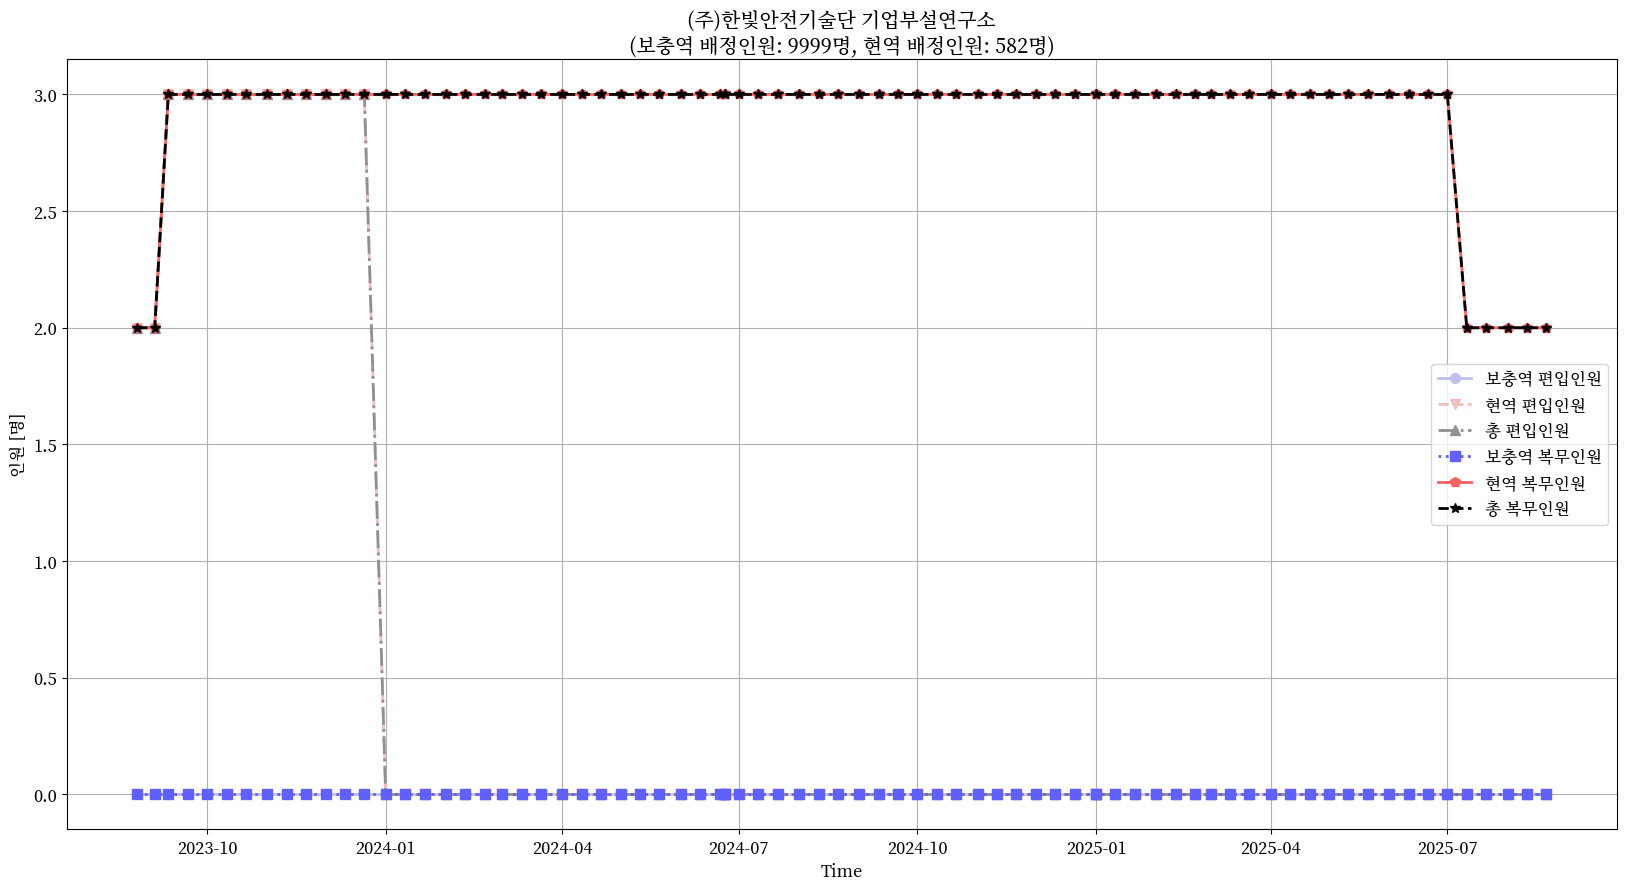 (주)한빛안전기술단 기업부설연구소
(보충역 배정인원: 9999명, 현역 배정인원: 582명)
3.0
2.5
2.0
1.5
1.0
0.5
0.0
인원 [명]
보충역 편입인원
현역 편입인원
총 편입인원
보충역 복무인원
현역 복무인원
총 복무인원
2023-10
2024-01
2024-04
2024-07
2024-10
2025-01
2025-04
2025-07
Time